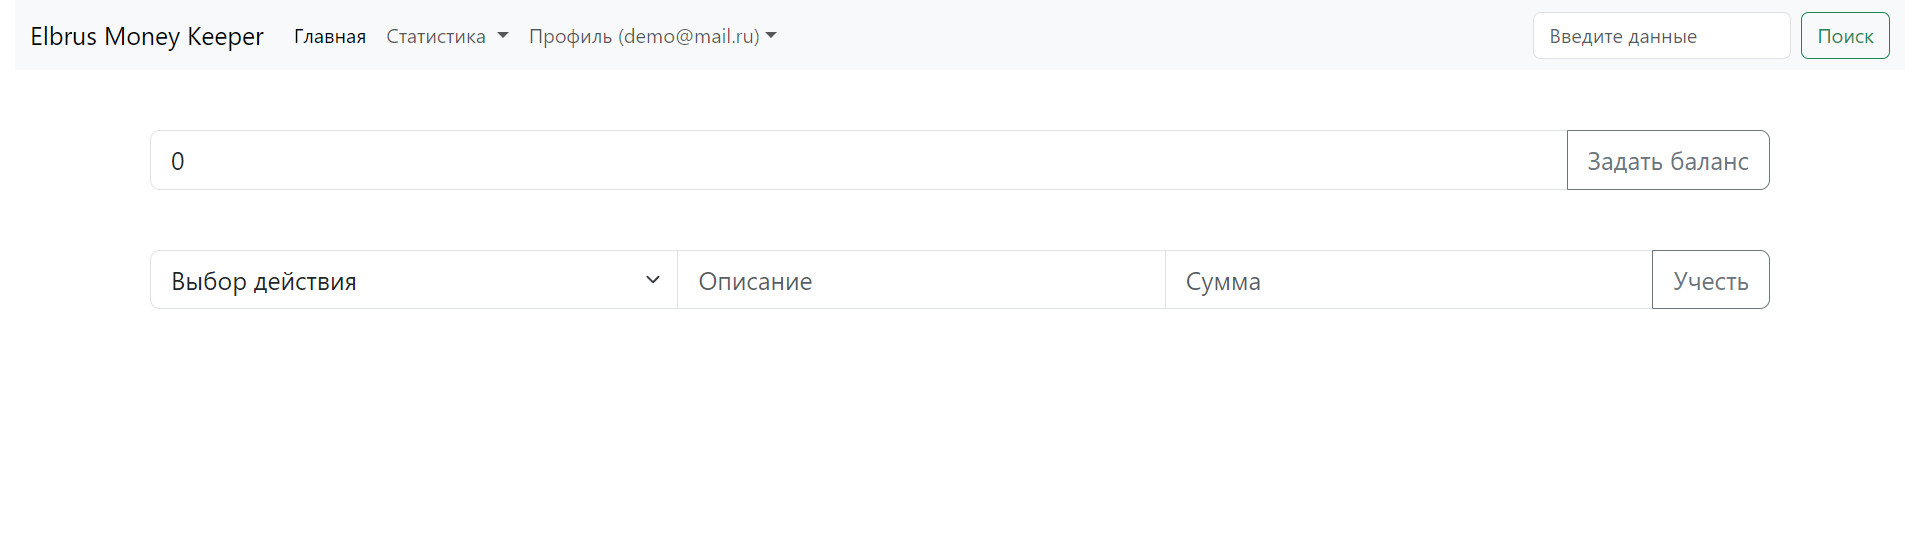 Elbrus Money Keeper Главная Статистика Профиль (demo@mail.ru) Введите данные Поиск
0 Задать баланс
Выбор действия Описание Сумма Учесть